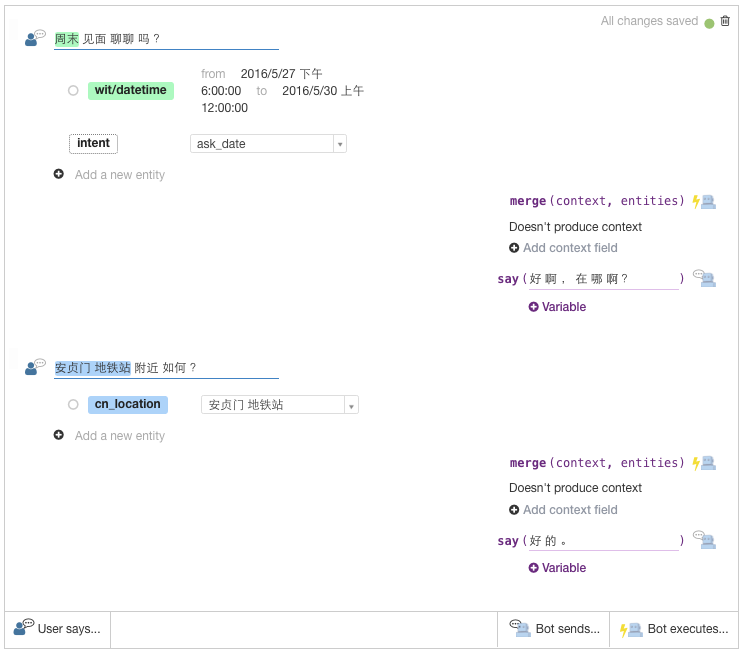 All changes saved
周末 见面 聊聊 吗 ?
wit/datetime
from 2016/5/27 下午
6:00:00 to 2016/5/30 上午
12:00:00
intent
ask_date
Add a new entity
merge(context, entities)
Doesn't produce context
Add context field
say(好 啊 , 在 哪 啊 ? )
Variable
安贞门 地铁站 附近 如何 ?
cn_location
安贞门 地铁站
Add a new entity
merge(context, entities)
Doesn't produce context
Add context field
say(好 的 。 )
Variable
User says...
Bot sends...
Bot executes...